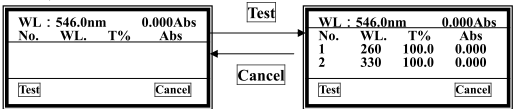 WL : 546.0nm 0.000Abs
No. WL. T% Abs
Test Cancel
Test
Cancel
WL : 546.0nm 0.000Abs
No. WL. T% Abs
1 260 100.0 0.000
2 330 100.0 0.000
Test Cancel